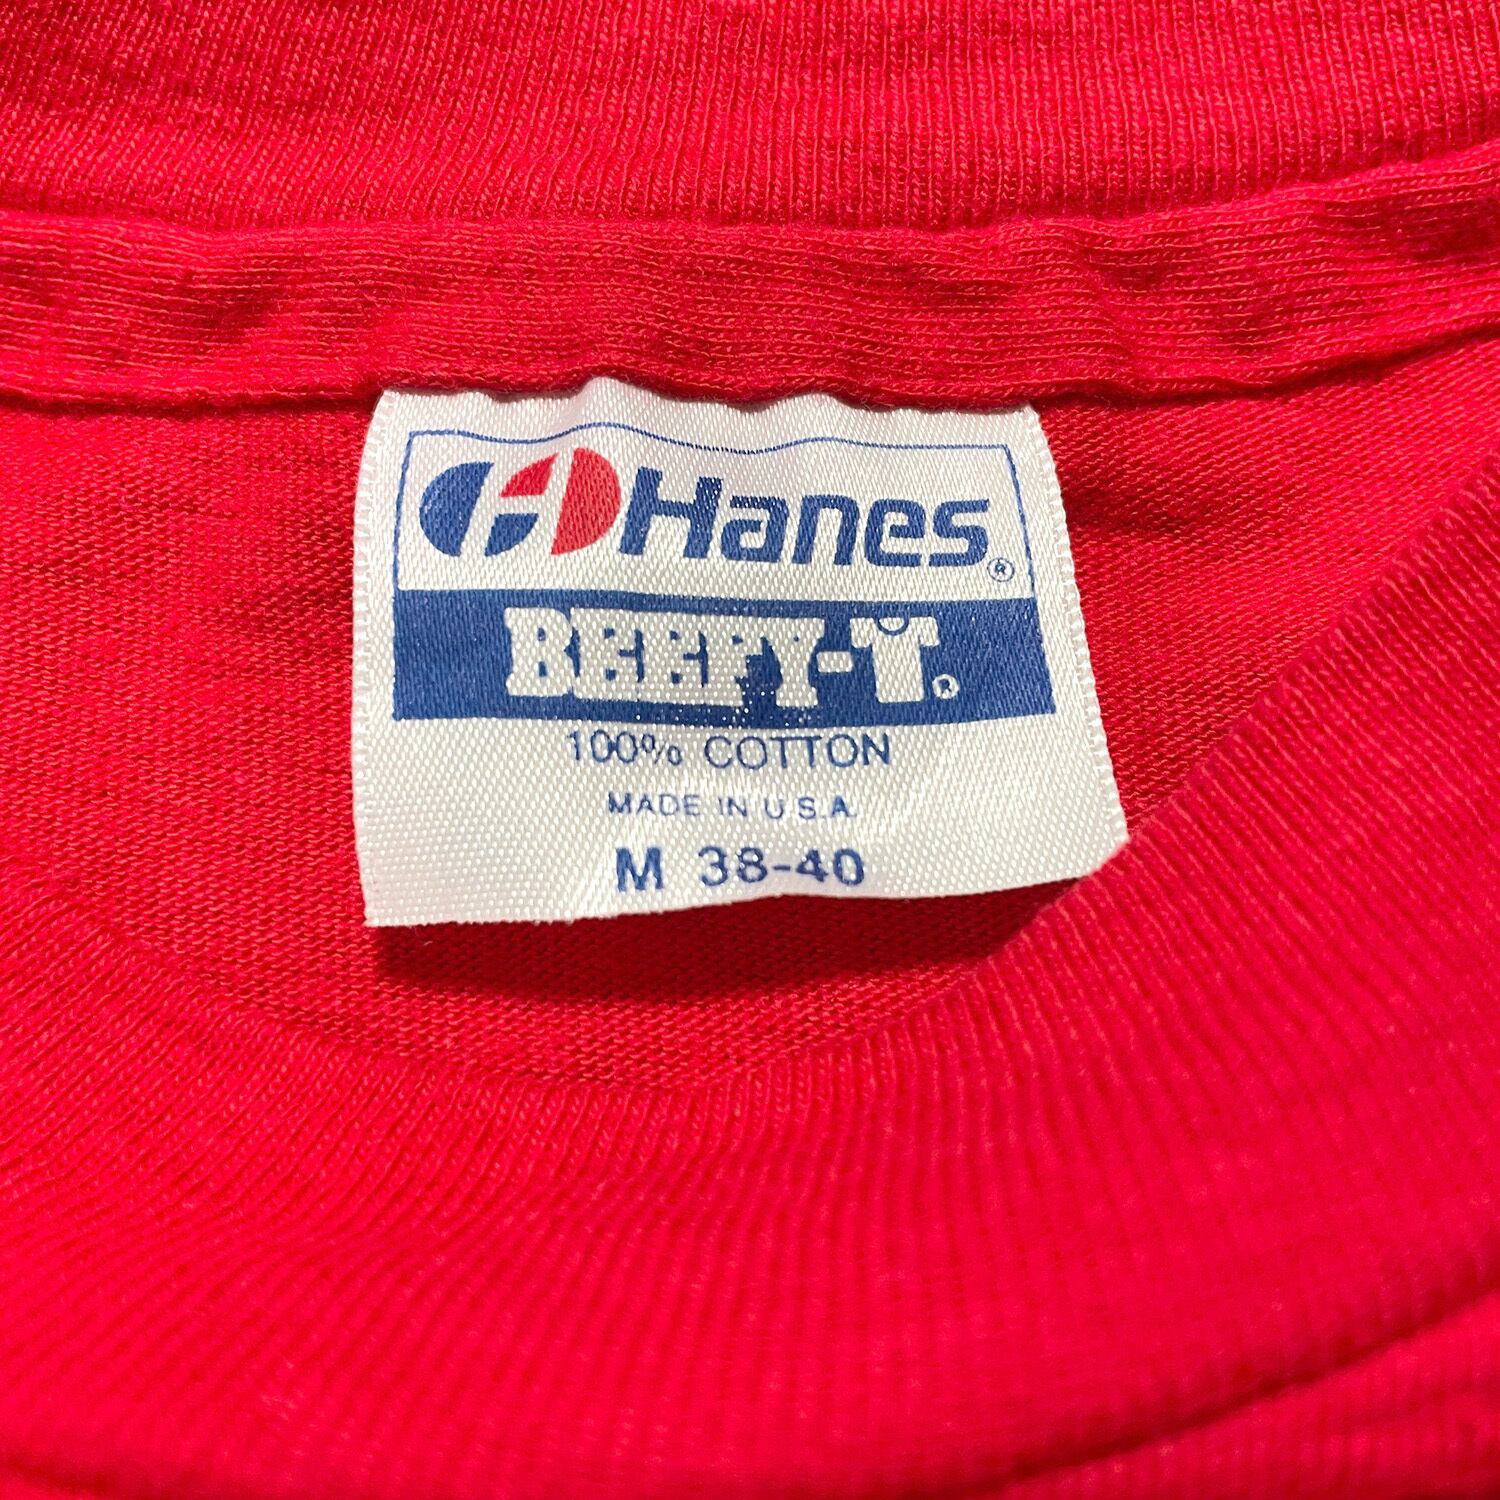 Hanes®
BEEFY-T®
100% COTTON
MADE IN U.S.A.
M 38-40